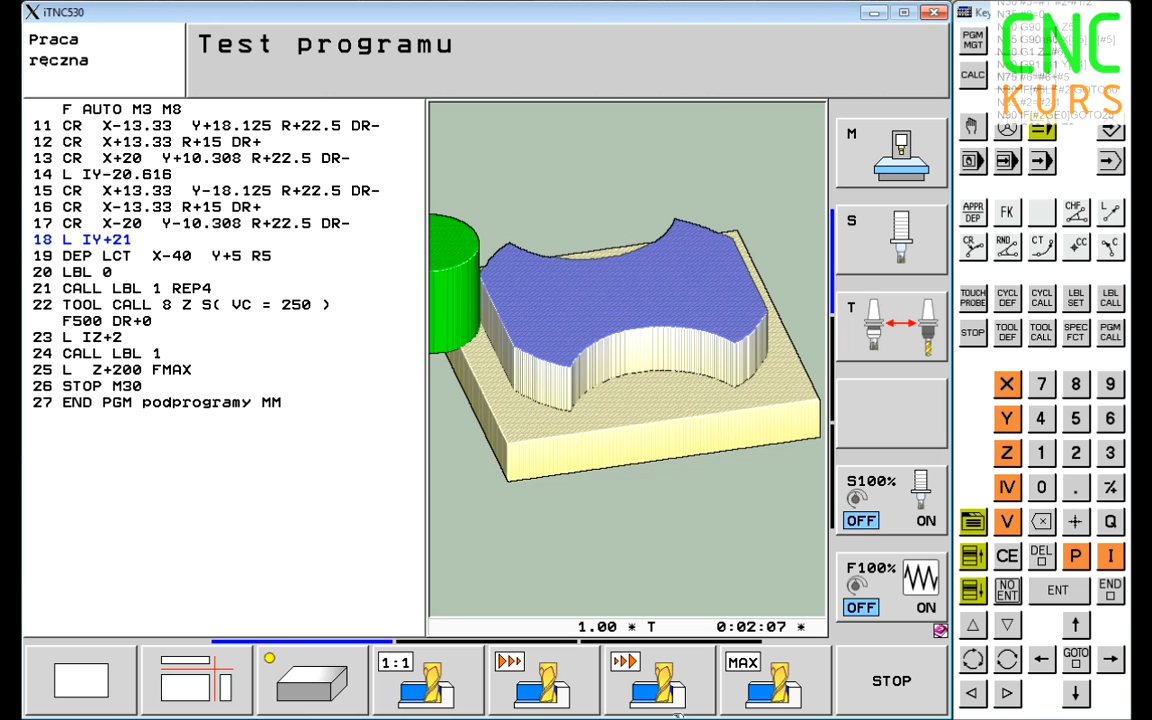 iTNC530
Praca
ręczna
Test programu
F AUTO M3 M8
11 CR X-13.33 Y+18.125 R+22.5 DR-
12 CR X+13.33 R+15 DR+
13 CR X+20 Y+10.308 R+22.5 DR-
14 L IY-20.616
15 CR X+13.33 Y-18.125 R+22.5 DR-
16 CR X-13.33 R+15 DR+
17 CR X-20 Y-10.308 R+22.5 DR-
18 L IY+21
19 DEP LCT X-40 Y+5 R5
20 LBL 0
21 CALL LBL 1 REP4
22 TOOL CALL 8 Z S( VC = 250 )
F500 DR+0
23 L IZ+2
24 CALL LBL 1
25 L Z+200 FMAX
26 STOP M30
27 END PGM podprogramy MM
1.00 * T 0:02:07 *
M
S
T
S100%
OFF ON
F100%
OFF ON
1:1
MAX
STOP
Key
CNC
KURS
PGM
MGT
CALC
APPR
DEP
FK
CHF
L
CR
RND
CT
CC
C
TOUCH
PROBE
CYCL
DEF
CYCL
CALL
LBL
SET
LBL
CALL
STOP
TOOL
DEF
TOOL
CALL
SPEC
FCT
PGM
CALL
X 7 8 9
Y 4 5 6
Z 1 2 3
IV 0 .
V Q
CE DEL P I
NO
ENT
ENT
END
GOTO